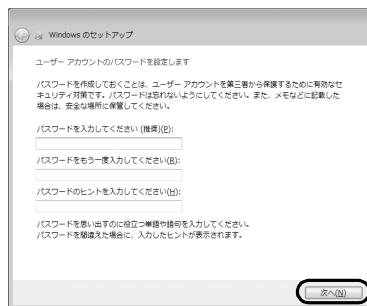 Windows のセットアップ
ユーザー アカウントのパスワードを設定します
パスワードを作成しておくことは、ユーザー アカウントを第三者から保護するために有効なセ
キュリティ対策です。パスワードは忘れないようにしてください。また、メモなどに記載した
場合は、安全な場所に保管してください。
パスワードを入力してください (推奨)(P):
パスワードをもう一度入力してください(R):
パスワードのヒントを入力してください(H):
パスワードを思い出すのに役立つ単語や語句を入力してください。
パスワードを間違えた場合に、入力したヒントが表示されます。
次へ(N)